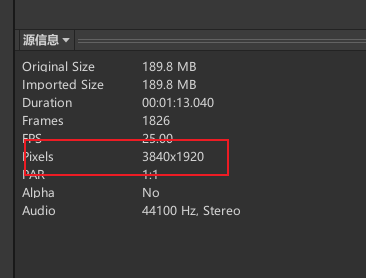 源信息
Original Size 189.8 MB
Imported Size 189.8 MB
Duration 00:01:13.040
Frames 1826
FPS 25.00
Pixels 3840x1920
PAR 1:1
Alpha No
Audio 44100 Hz, Stereo